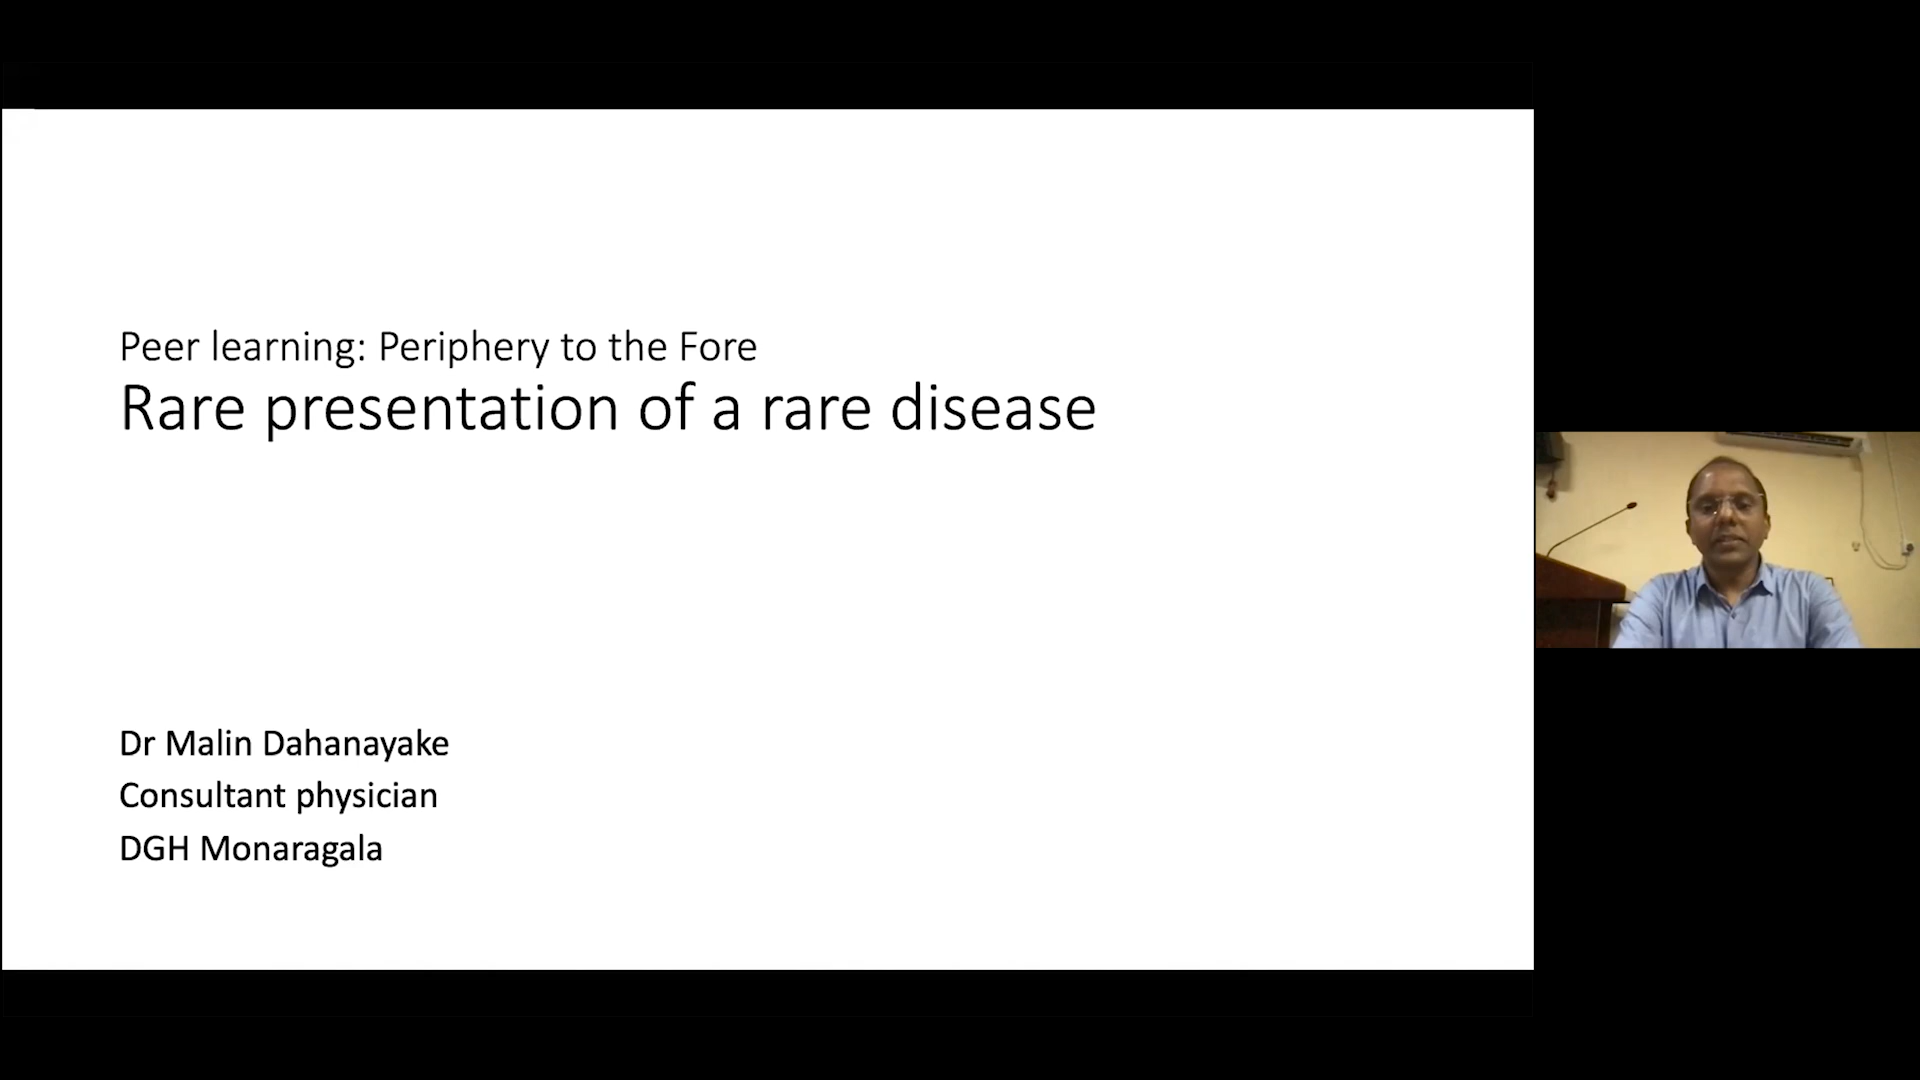 Peer learning: Periphery to the Fore
Rare presentation of a rare disease
Dr Malin Dahanayake
Consultant physician
DGH Monaragala